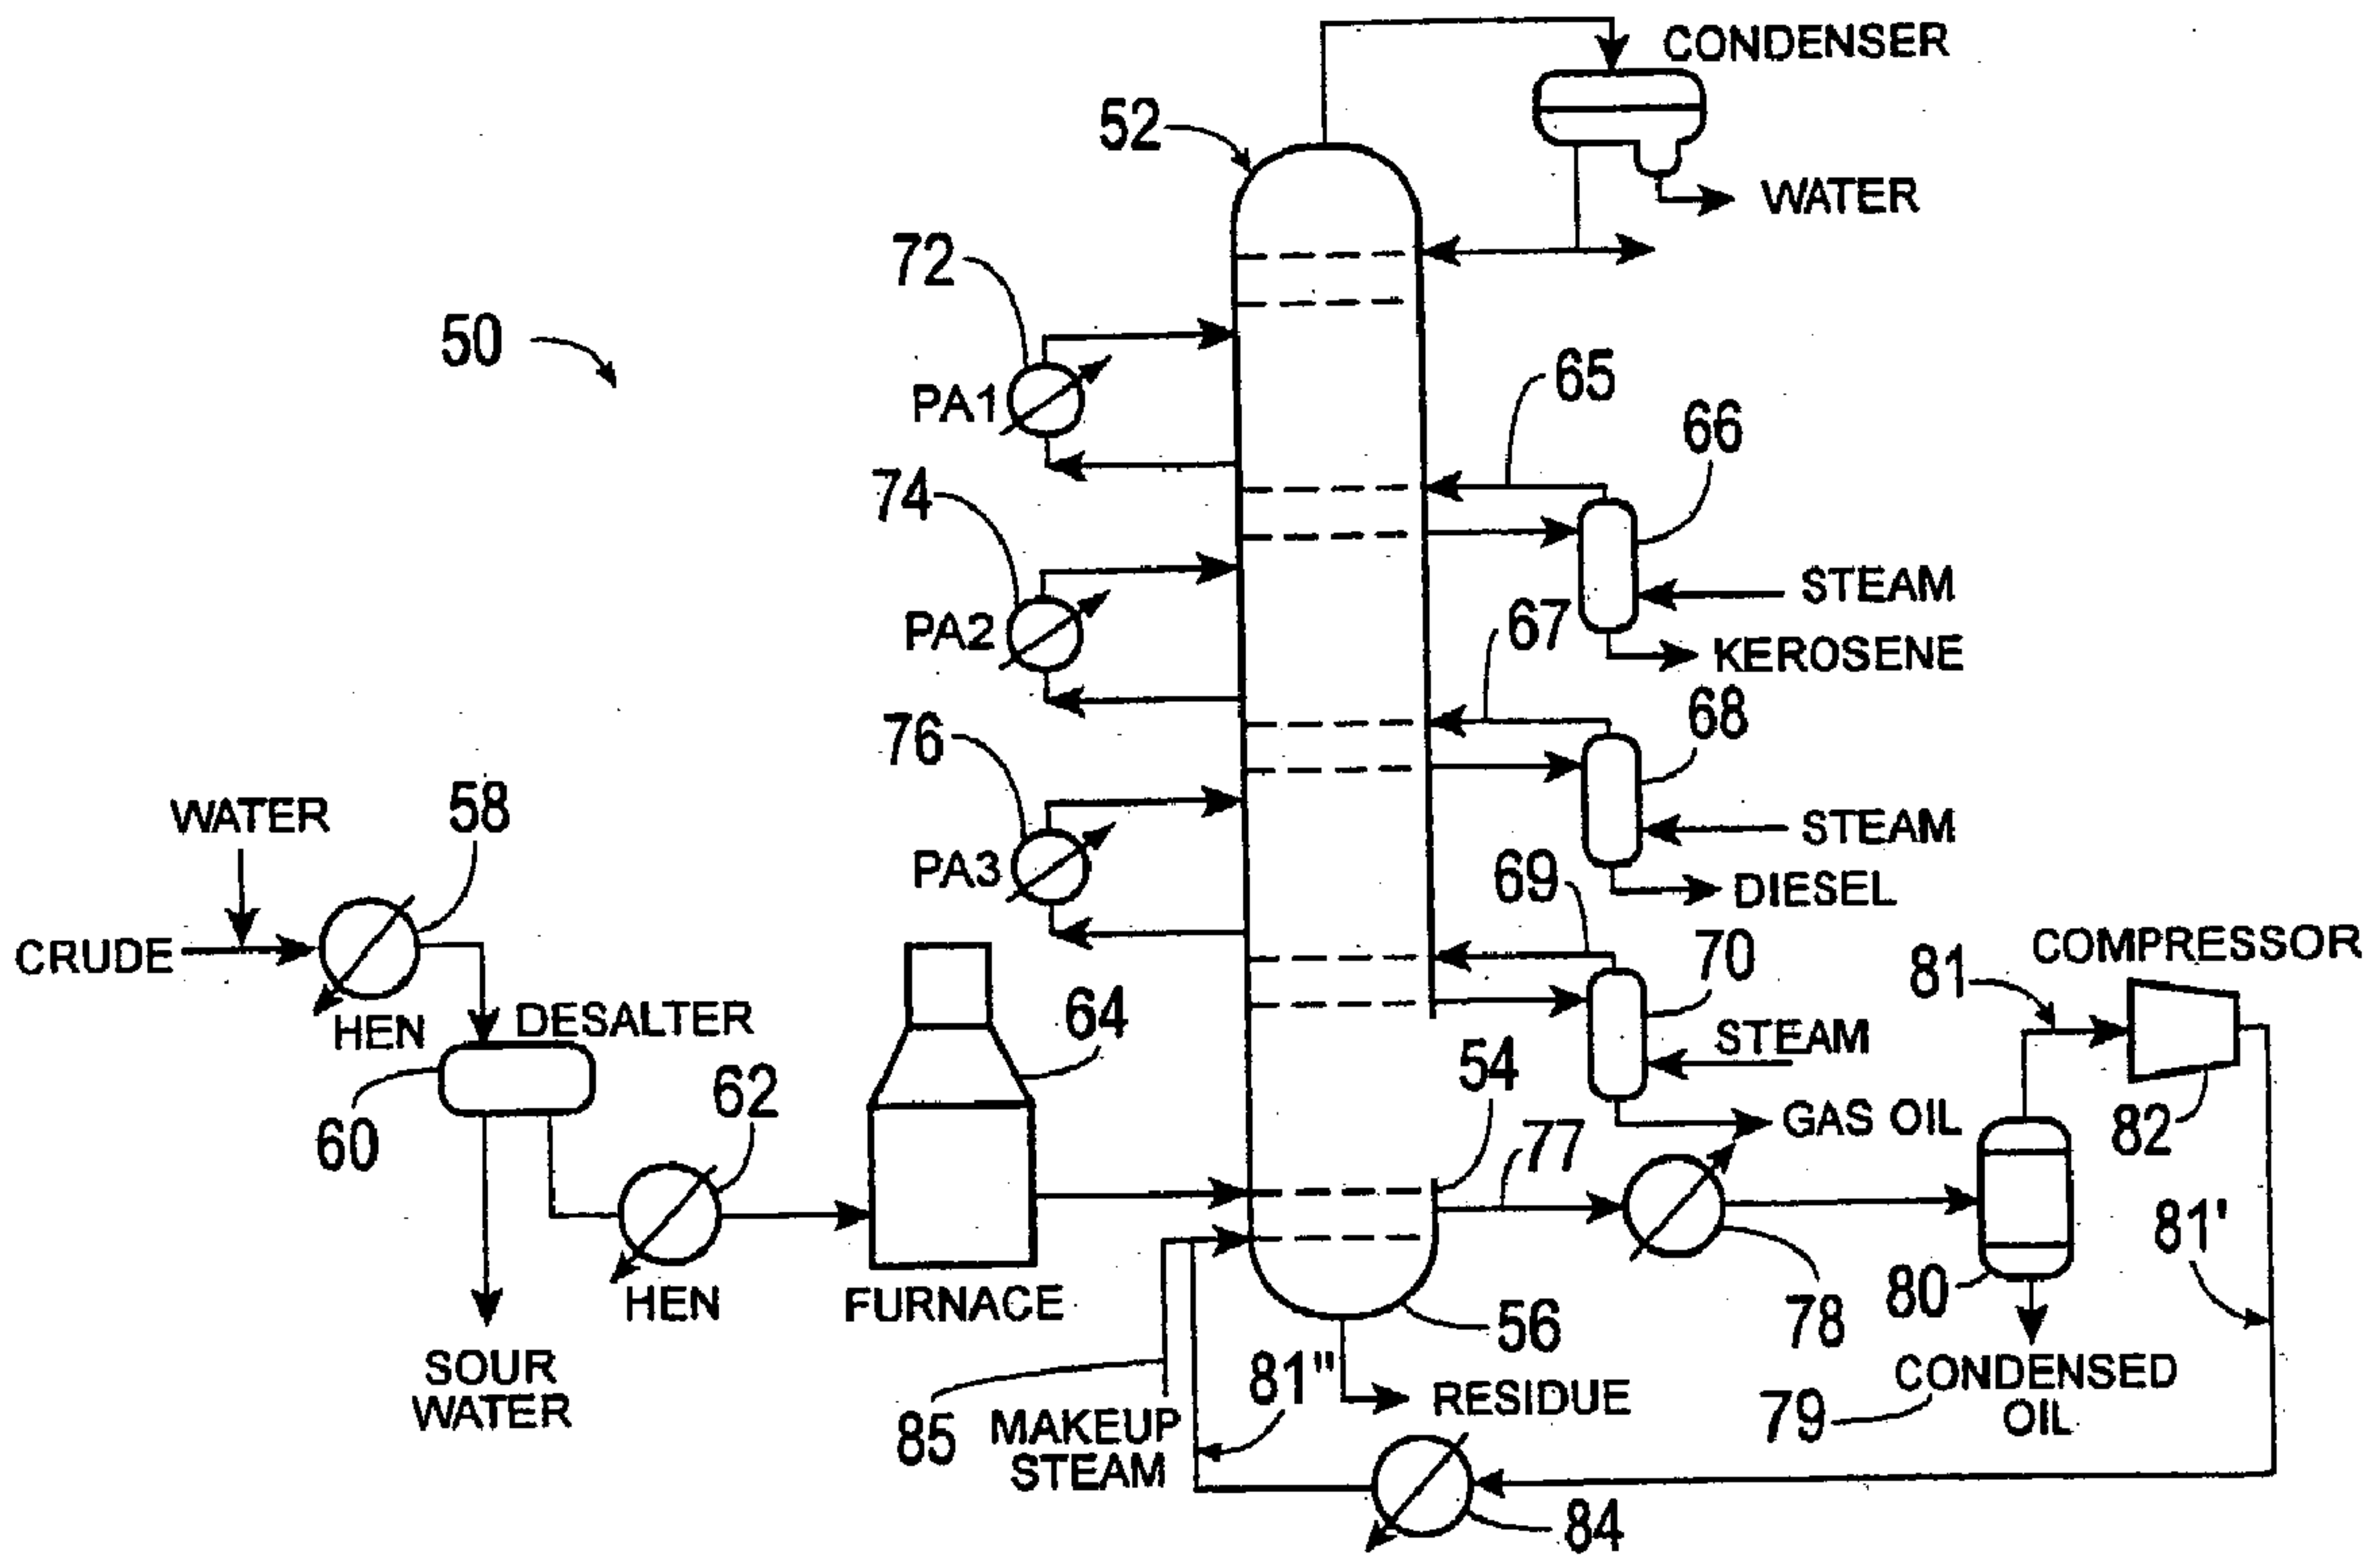 CONDENSER
52
WATER
72
50
65
PA1
66
74
STEAM
67
PA2
KEROSENE
68
76
WATER
58
STEAM
PA3
69
DIESEL
CRUDE
70
COMPRESSOR
81
HEN
DESALTER
64
STEAM
54
62
60
GAS OIL
82
77
81'
HEN
FURNACE
80
56
78
SOUR
WATER
81"
RESIDUE
CONDENSED
OIL
79
85
MAKEUP
STEAM
84